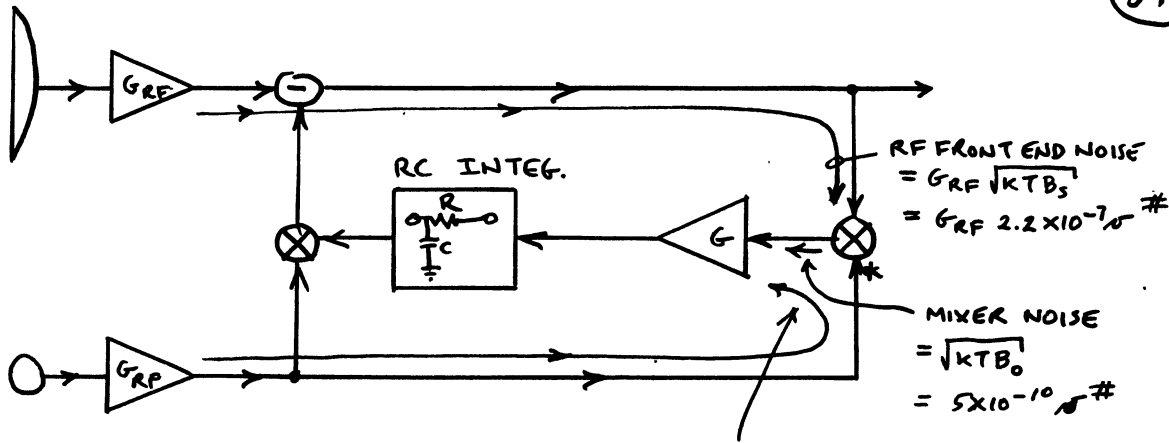 G_RF
-
RC INTEG.
R
C
G
RF FRONT END NOISE
= G_RF √KTB_S
= G_RF 2.2×10⁻⁷ v #
*
MIXER NOISE
= √KTB_0
= 5×10⁻¹⁰ v #
G_RF